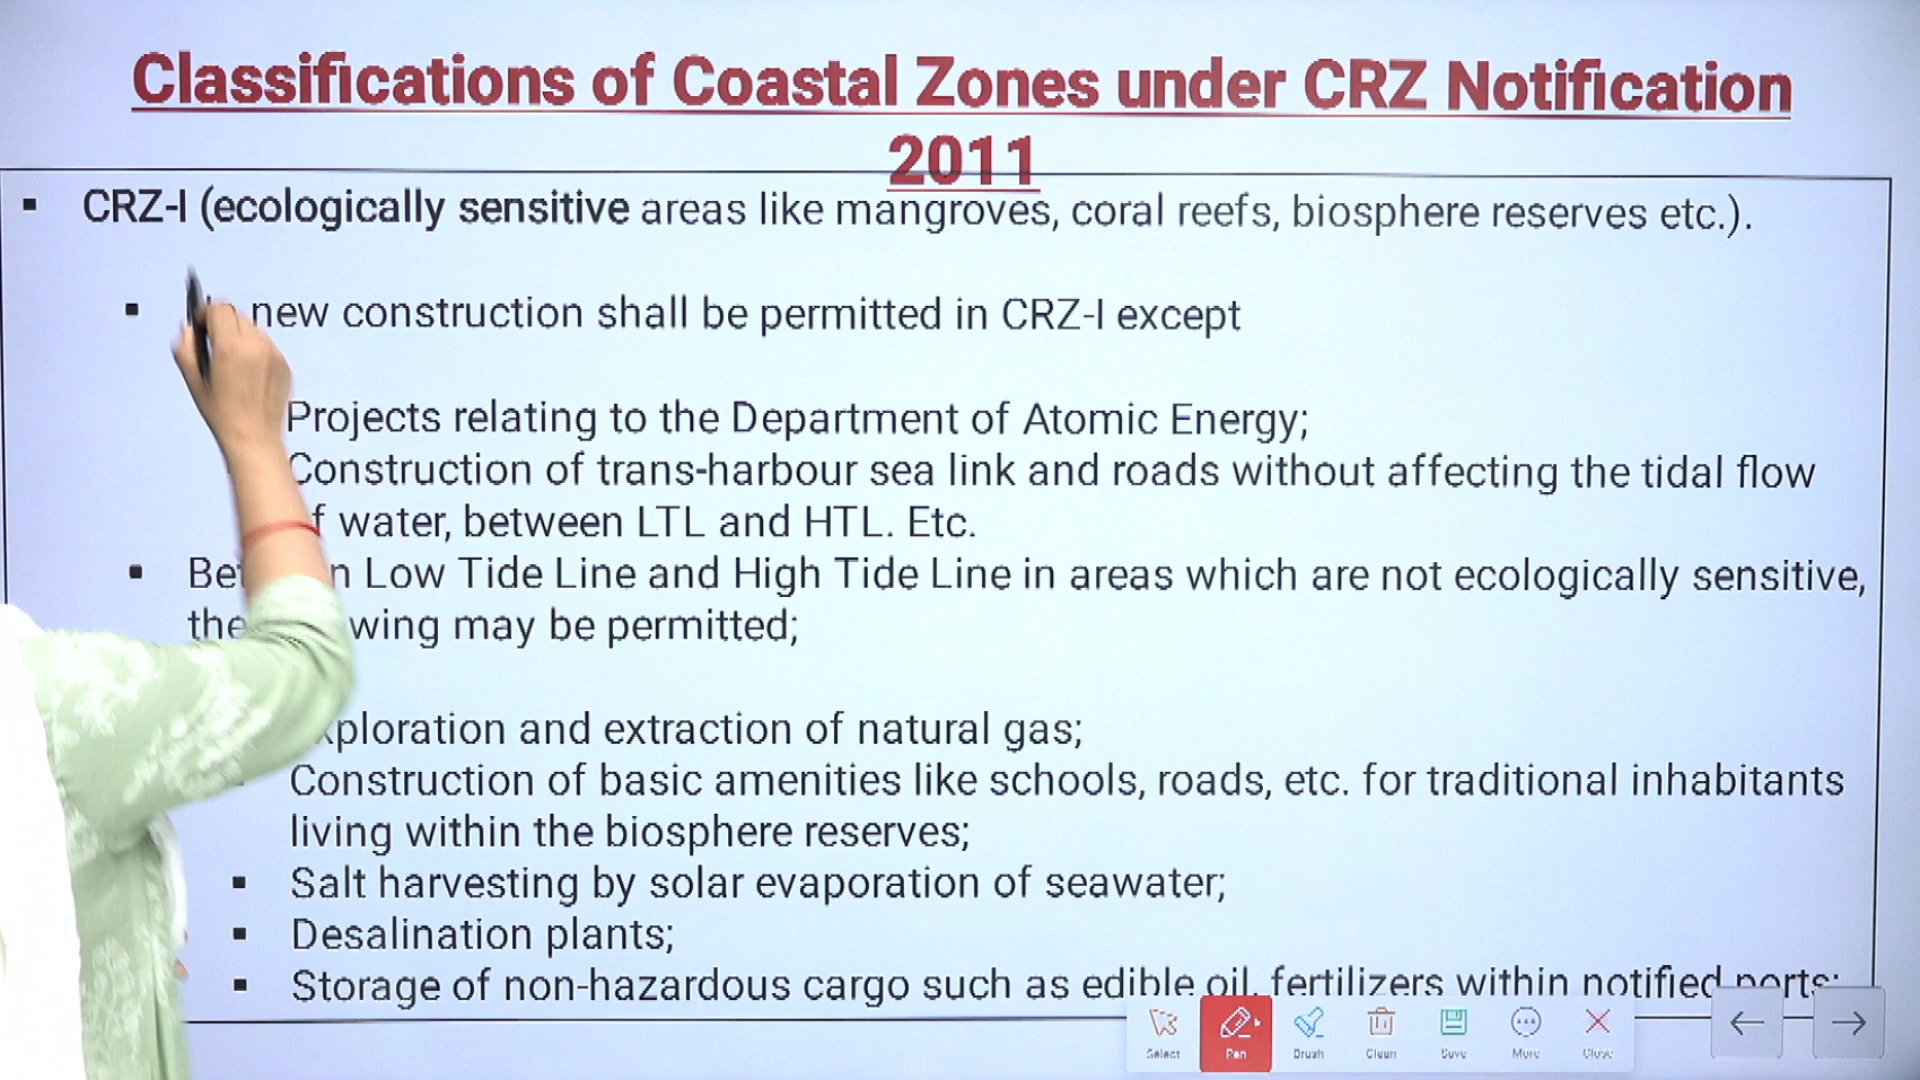 Classifications of Coastal Zones under CRZ Notification
2011
▪ CRZ-I (ecologically sensitive areas like mangroves, coral reefs, biosphere reserves etc.).
▪ new construction shall be permitted in CRZ-I except
Projects relating to the Department of Atomic Energy;
Construction of trans-harbour sea link and roads without affecting the tidal flow
water, between LTL and HTL. Etc.
▪ Low Tide Line and High Tide Line in areas which are not ecologically sensitive,
may be permitted;
and extraction of natural gas;
Construction of basic amenities like schools, roads, etc. for traditional inhabitants
living within the biosphere reserves;
▪ Salt harvesting by solar evaporation of seawater;
▪ Desalination plants;
▪ Storage of non-hazardous cargo such as edible oil, fertilizers within notified ports;
Select Pen Brush Clean Save More Close